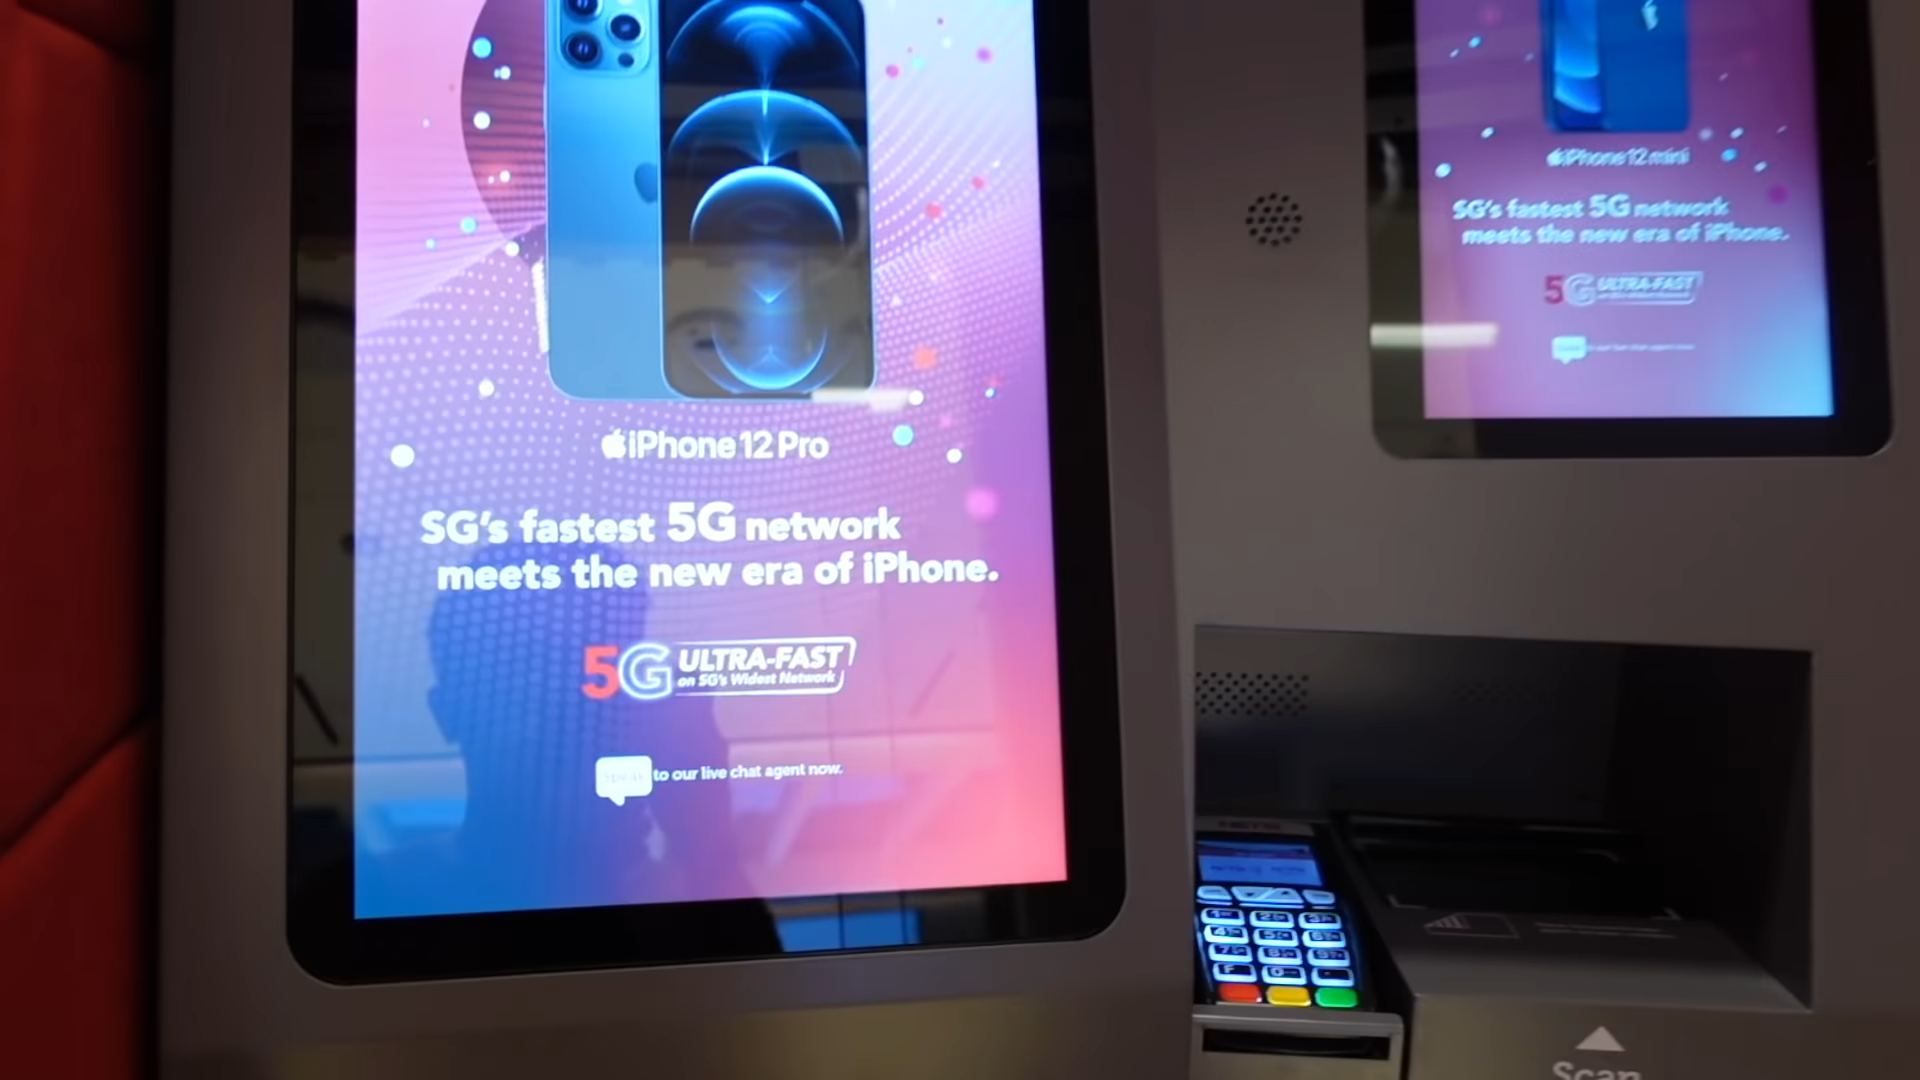 iPhone 12 Pro
SG's fastest 5G network
meets the new era of iPhone.
5G ULTRA-FAST
on SG's Widest Network
Speak to our live chat agent now.
iPhone 12 mini
SG's fastest 5G network
meets the new era of iPhone.
5G ULTRA-FAST
Scan